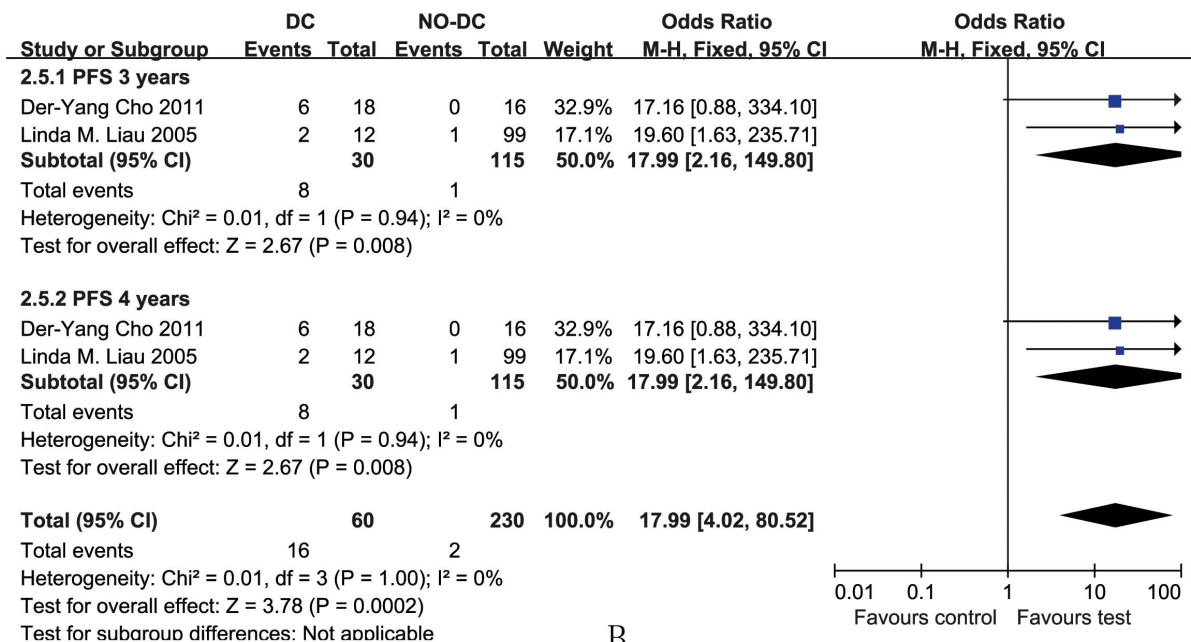 DC NO-DC Odds Ratio Odds Ratio
Study or Subgroup Events Total Events Total Weight M-H, Fixed, 95% CI M-H, Fixed, 95% CI
2.5.1 PFS 3 years
Der-Yang Cho 2011 6 18 0 16 32.9% 17.16 [0.88, 334.10]
Linda M. Liau 2005 2 12 1 99 17.1% 19.60 [1.63, 235.71]
Subtotal (95% CI) 30 115 50.0% 17.99 [2.16, 149.80]
Total events 8 1
Heterogeneity: Chi² = 0.01, df = 1 (P = 0.94); I² = 0%
Test for overall effect: Z = 2.67 (P = 0.008)
2.5.2 PFS 4 years
Der-Yang Cho 2011 6 18 0 16 32.9% 17.16 [0.88, 334.10]
Linda M. Liau 2005 2 12 1 99 17.1% 19.60 [1.63, 235.71]
Subtotal (95% CI) 30 115 50.0% 17.99 [2.16, 149.80]
Total events 8 1
Heterogeneity: Chi² = 0.01, df = 1 (P = 0.94); I² = 0%
Test for overall effect: Z = 2.67 (P = 0.008)
Total (95% CI) 60 230 100.0% 17.99 [4.02, 80.52]
Total events 16 2
Heterogeneity: Chi² = 0.01, df = 3 (P = 1.00); I² = 0%
Test for overall effect: Z = 3.78 (P = 0.0002)
Test for subgroup differences: Not applicable
0.01 0.1 1 10 100
Favours control Favours test
B